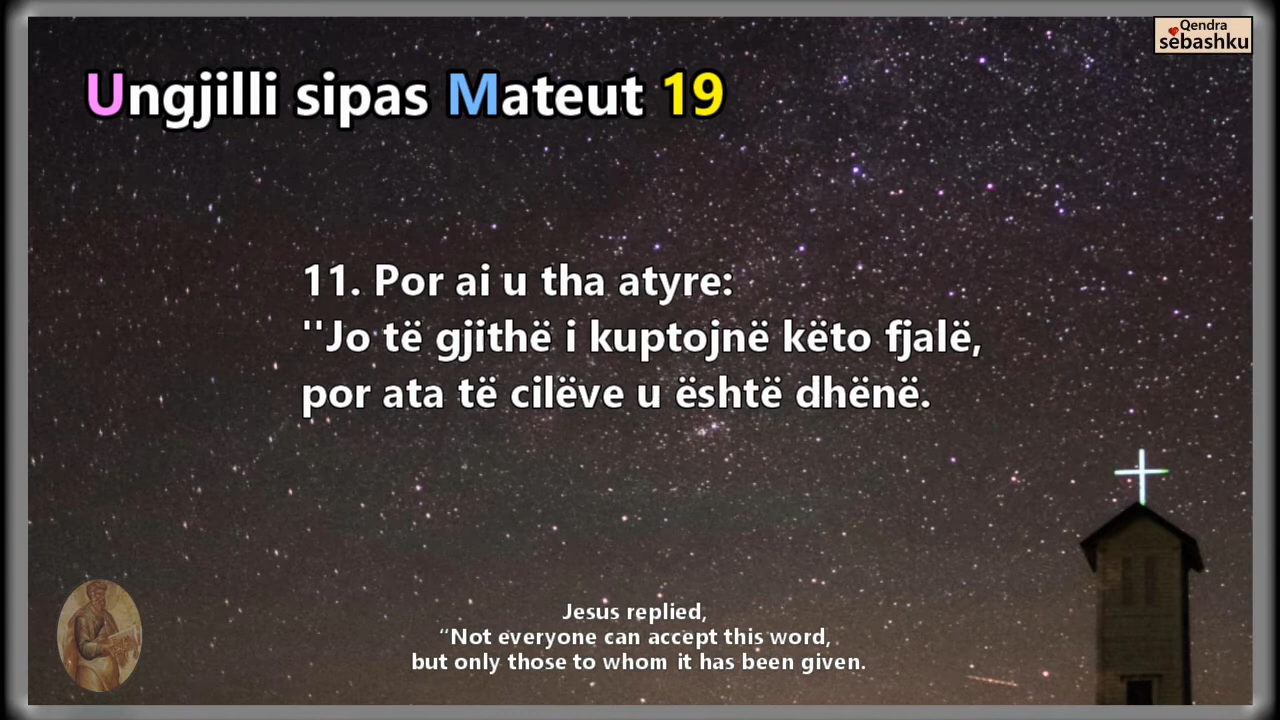 Qendra
sëbashku
Ungjilli sipas Mateut 19
11. Por ai u tha atyre:
''Jo të gjithë i kuptojnë këto fjalë,
por ata të cilëve u është dhënë.
Jesus replied,
“Not everyone can accept this word,
but only those to whom it has been given.